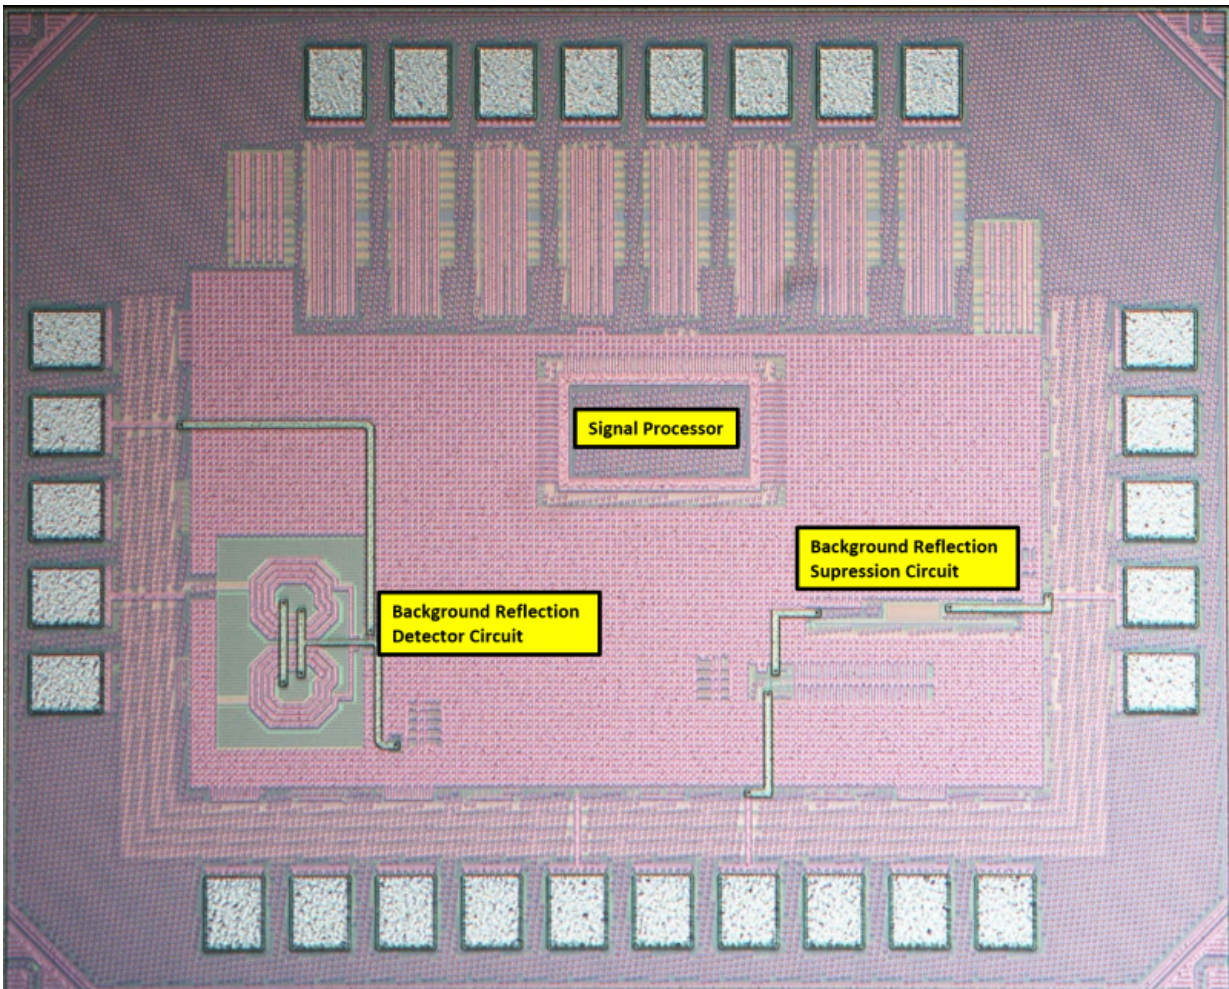 Signal Processor
Background Reflection
Supression Circuit
Background Reflection
Detector Circuit